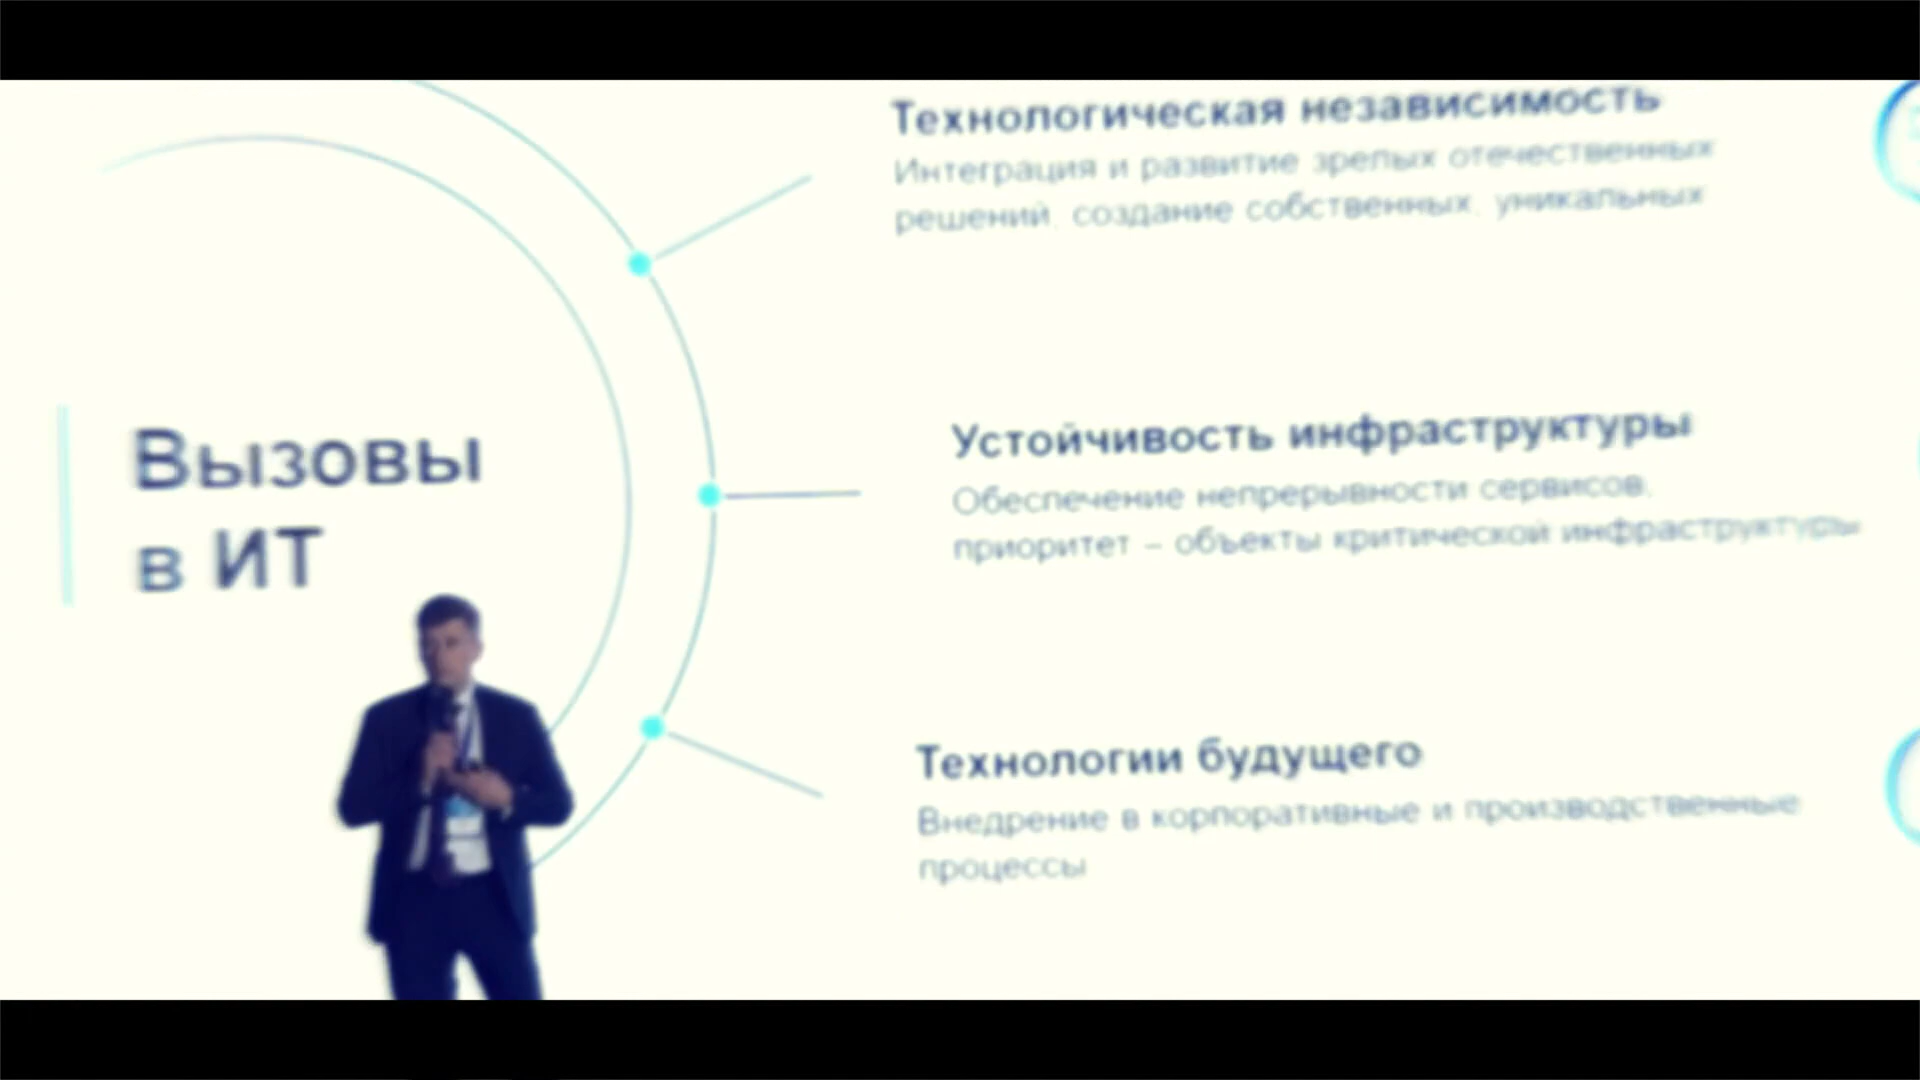 Вызовы
в ИТ
Технологическая независимость
Интеграция и развитие зрелых отечественных
решений, создание собственных, уникальных
Устойчивость инфраструктуры
Обеспечение непрерывности сервисов,
приоритет – объекты критической инфраструктуры
Технологии будущего
Внедрение в корпоративные и производственные
процессы